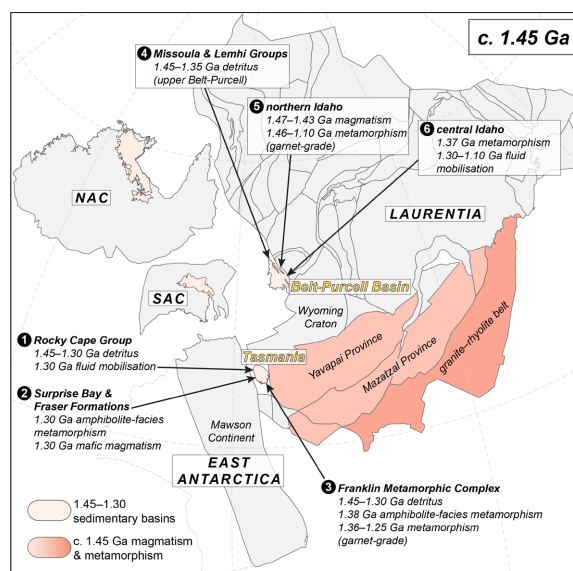 c. 1.45 Ga
4 Missoula & Lemhi Groups
1.45–1.35 Ga detritus
(upper Belt-Purcell)
5 northern Idaho
1.47–1.43 Ga magmatism
1.46–1.10 Ga metamorphism
(garnet-grade)
6 central Idaho
1.37 Ga metamorphism
1.30–1.10 Ga fluid
mobilisation
NAC
LAURENTIA
SAC
Belt-Purcell Basin
Wyoming
Craton
1 Rocky Cape Group
1.45–1.30 Ga detritus
1.30 Ga fluid mobilisation
Tasmania
Yavapai Province
Mazatzal Province
granite–rhyolite belt
2 Surprise Bay &
Fraser Formations
1.30 Ga amphibolite-facies
metamorphism
1.30 Ga mafic magmatism
Mawson
Continent
EAST
ANTARCTICA
3 Franklin Metamorphic Complex
1.45–1.30 Ga detritus
1.38 Ga amphibolite-facies metamorphism
1.36–1.25 Ga metamorphism
(garnet-grade)
1.45–1.30
sedimentary basins
c. 1.45 Ga magmatism
& metamorphism